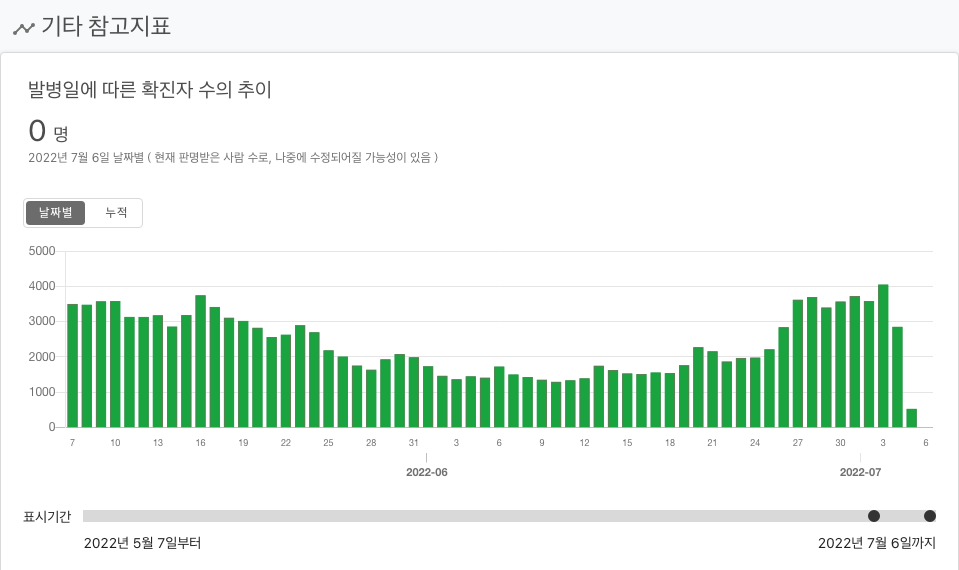 기타 참고지표
발병일에 따른 확진자 수의 추이
0 명
2022년 7월 6일 날짜별 ( 현재 판명받은 사람 수로, 나중에 수정되어질 가능성이 있음 )
날짜별 누적
5000
4000
3000
2000
1000
0
7 10 13 16 19 22 25 28 31 3 6 9 12 15 18 21 24 27 30 3 6
2022-06 2022-07
표시기간
2022년 5월 7일부터 2022년 7월 6일까지